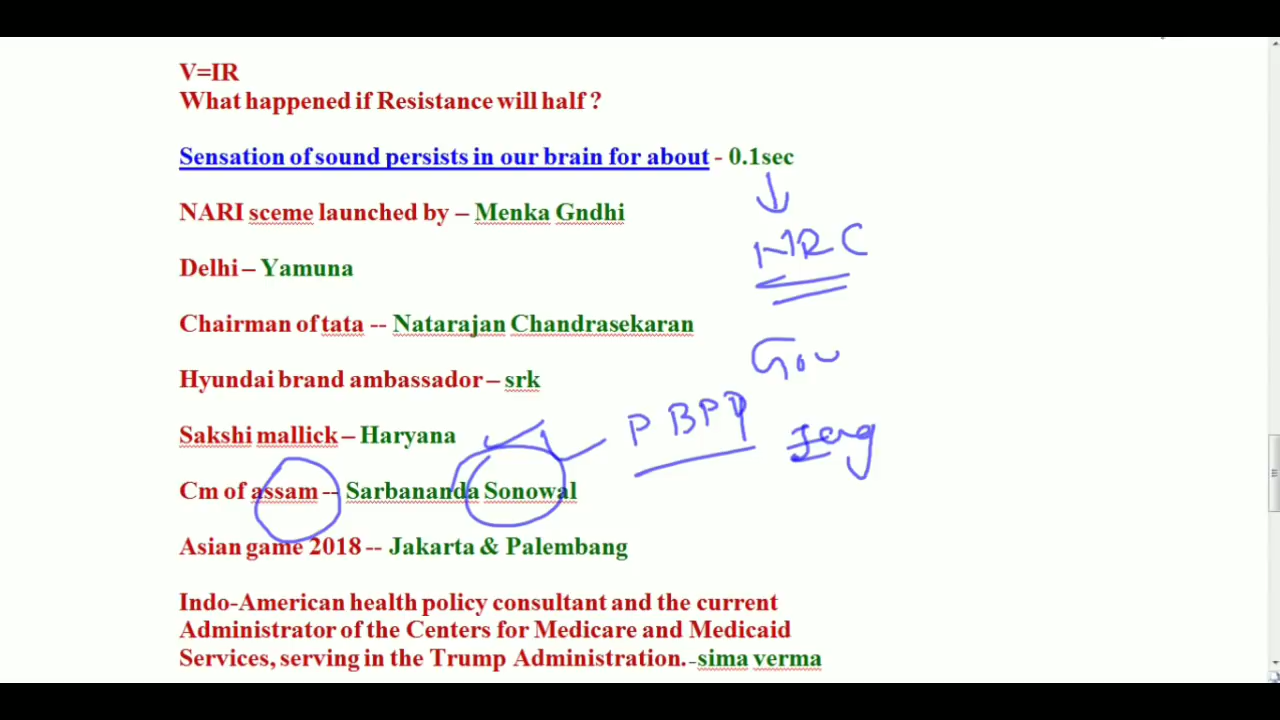 V=IR
What happened if Resistance will half ?
Sensation of sound persists in our brain for about - 0.1sec
NARI sceme launched by – Menka Gndhi
NRC
Delhi – Yamuna
Chairman of tata -- Natarajan Chandrasekaran
Gov
Hyundai brand ambassador – srk
PBPP
Sakshi mallick – Haryana
Cm of assam -- Sarbananda Sonowal
Asian game 2018 -- Jakarta & Palembang
Indo-American health policy consultant and the current
Administrator of the Centers for Medicare and Medicaid
Services, serving in the Trump Administration. - sima verma